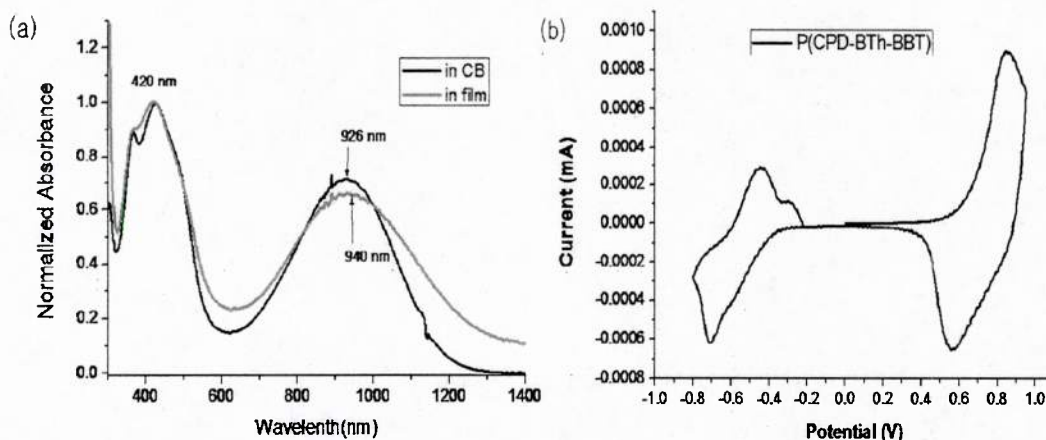 (a)
1.2
1.0
0.8
0.6
0.4
0.2
0.0
Normalized Absorbance
420 nm
in CB
in film
926 nm
940 nm
400 600 800 1000 1200 1400
Wavelenth(nm)
(b)
0.0010
0.0008
0.0006
0.0004
0.0002
0.0000
-0.0002
-0.0004
-0.0006
-0.0008
Current (mA)
P(CPD-BTh-BBT)
-1.0 -0.8 -0.6 -0.4 -0.2 0.0 0.2 0.4 0.6 0.8 1.0
Potential (V)